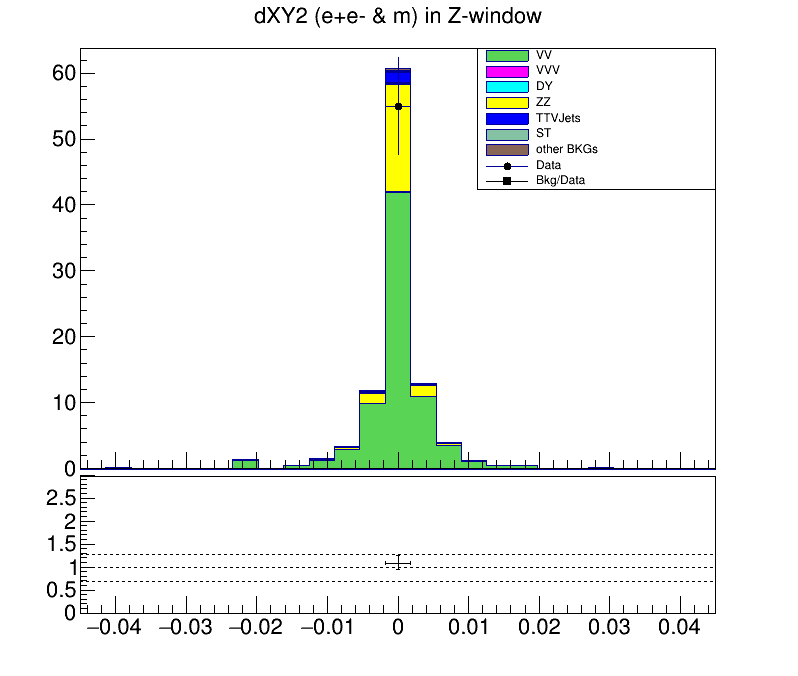 dXY2 (e+e- & m) in Z-window
VV
VVV
DY
ZZ
TTVJets
ST
other BKGs
Data
Bkg/Data
60
50
40
30
20
10
0
2.5
2
1.5
1
0.5
0
−0.04 −0.03 −0.02 −0.01 0 0.01 0.02 0.03 0.04